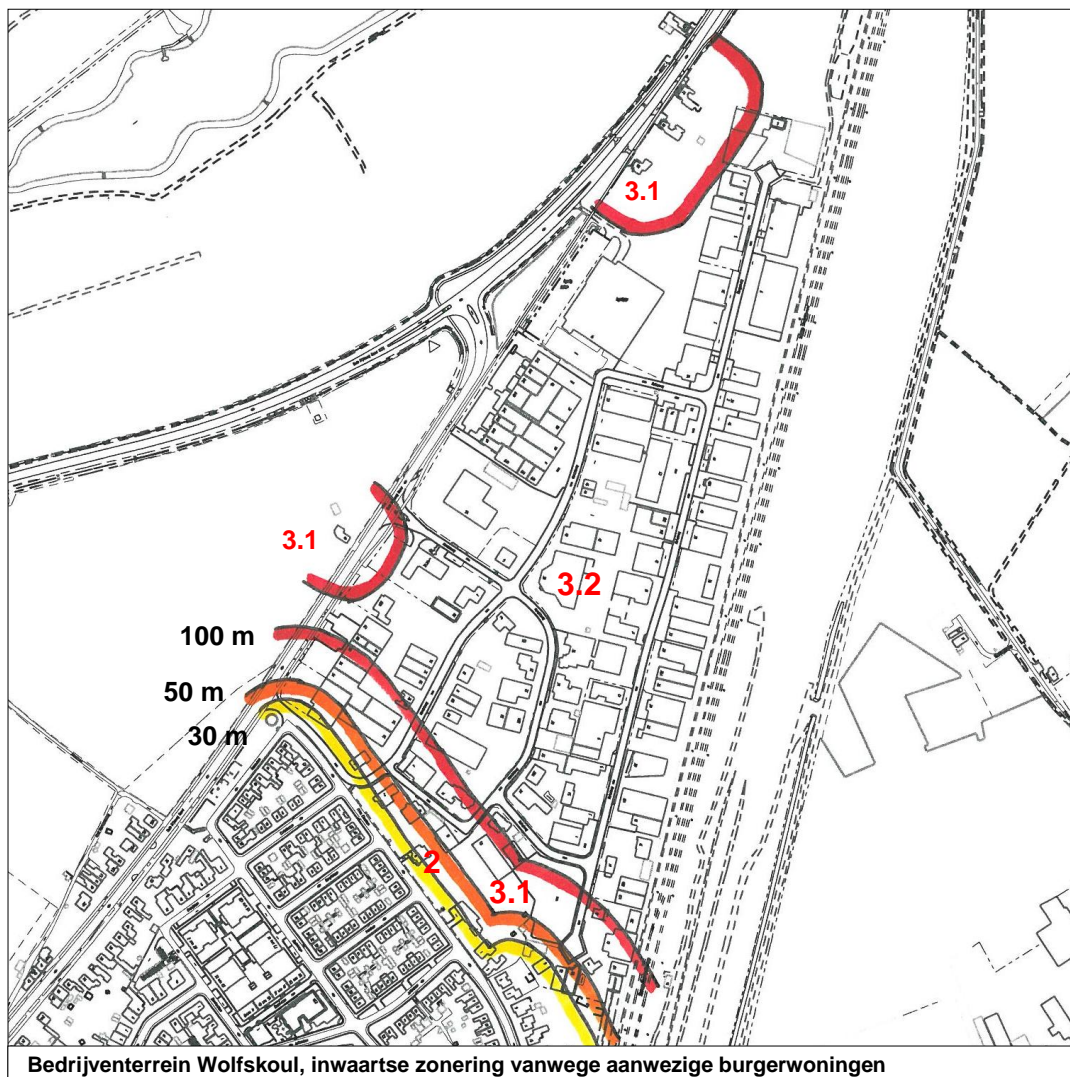 3.1
3.1
3.2
100 m
50 m
30 m
2
3.1
Bedrijventerrein Wolfskoul, inwaartse zonering vanwege aanwezige burgerwoningen